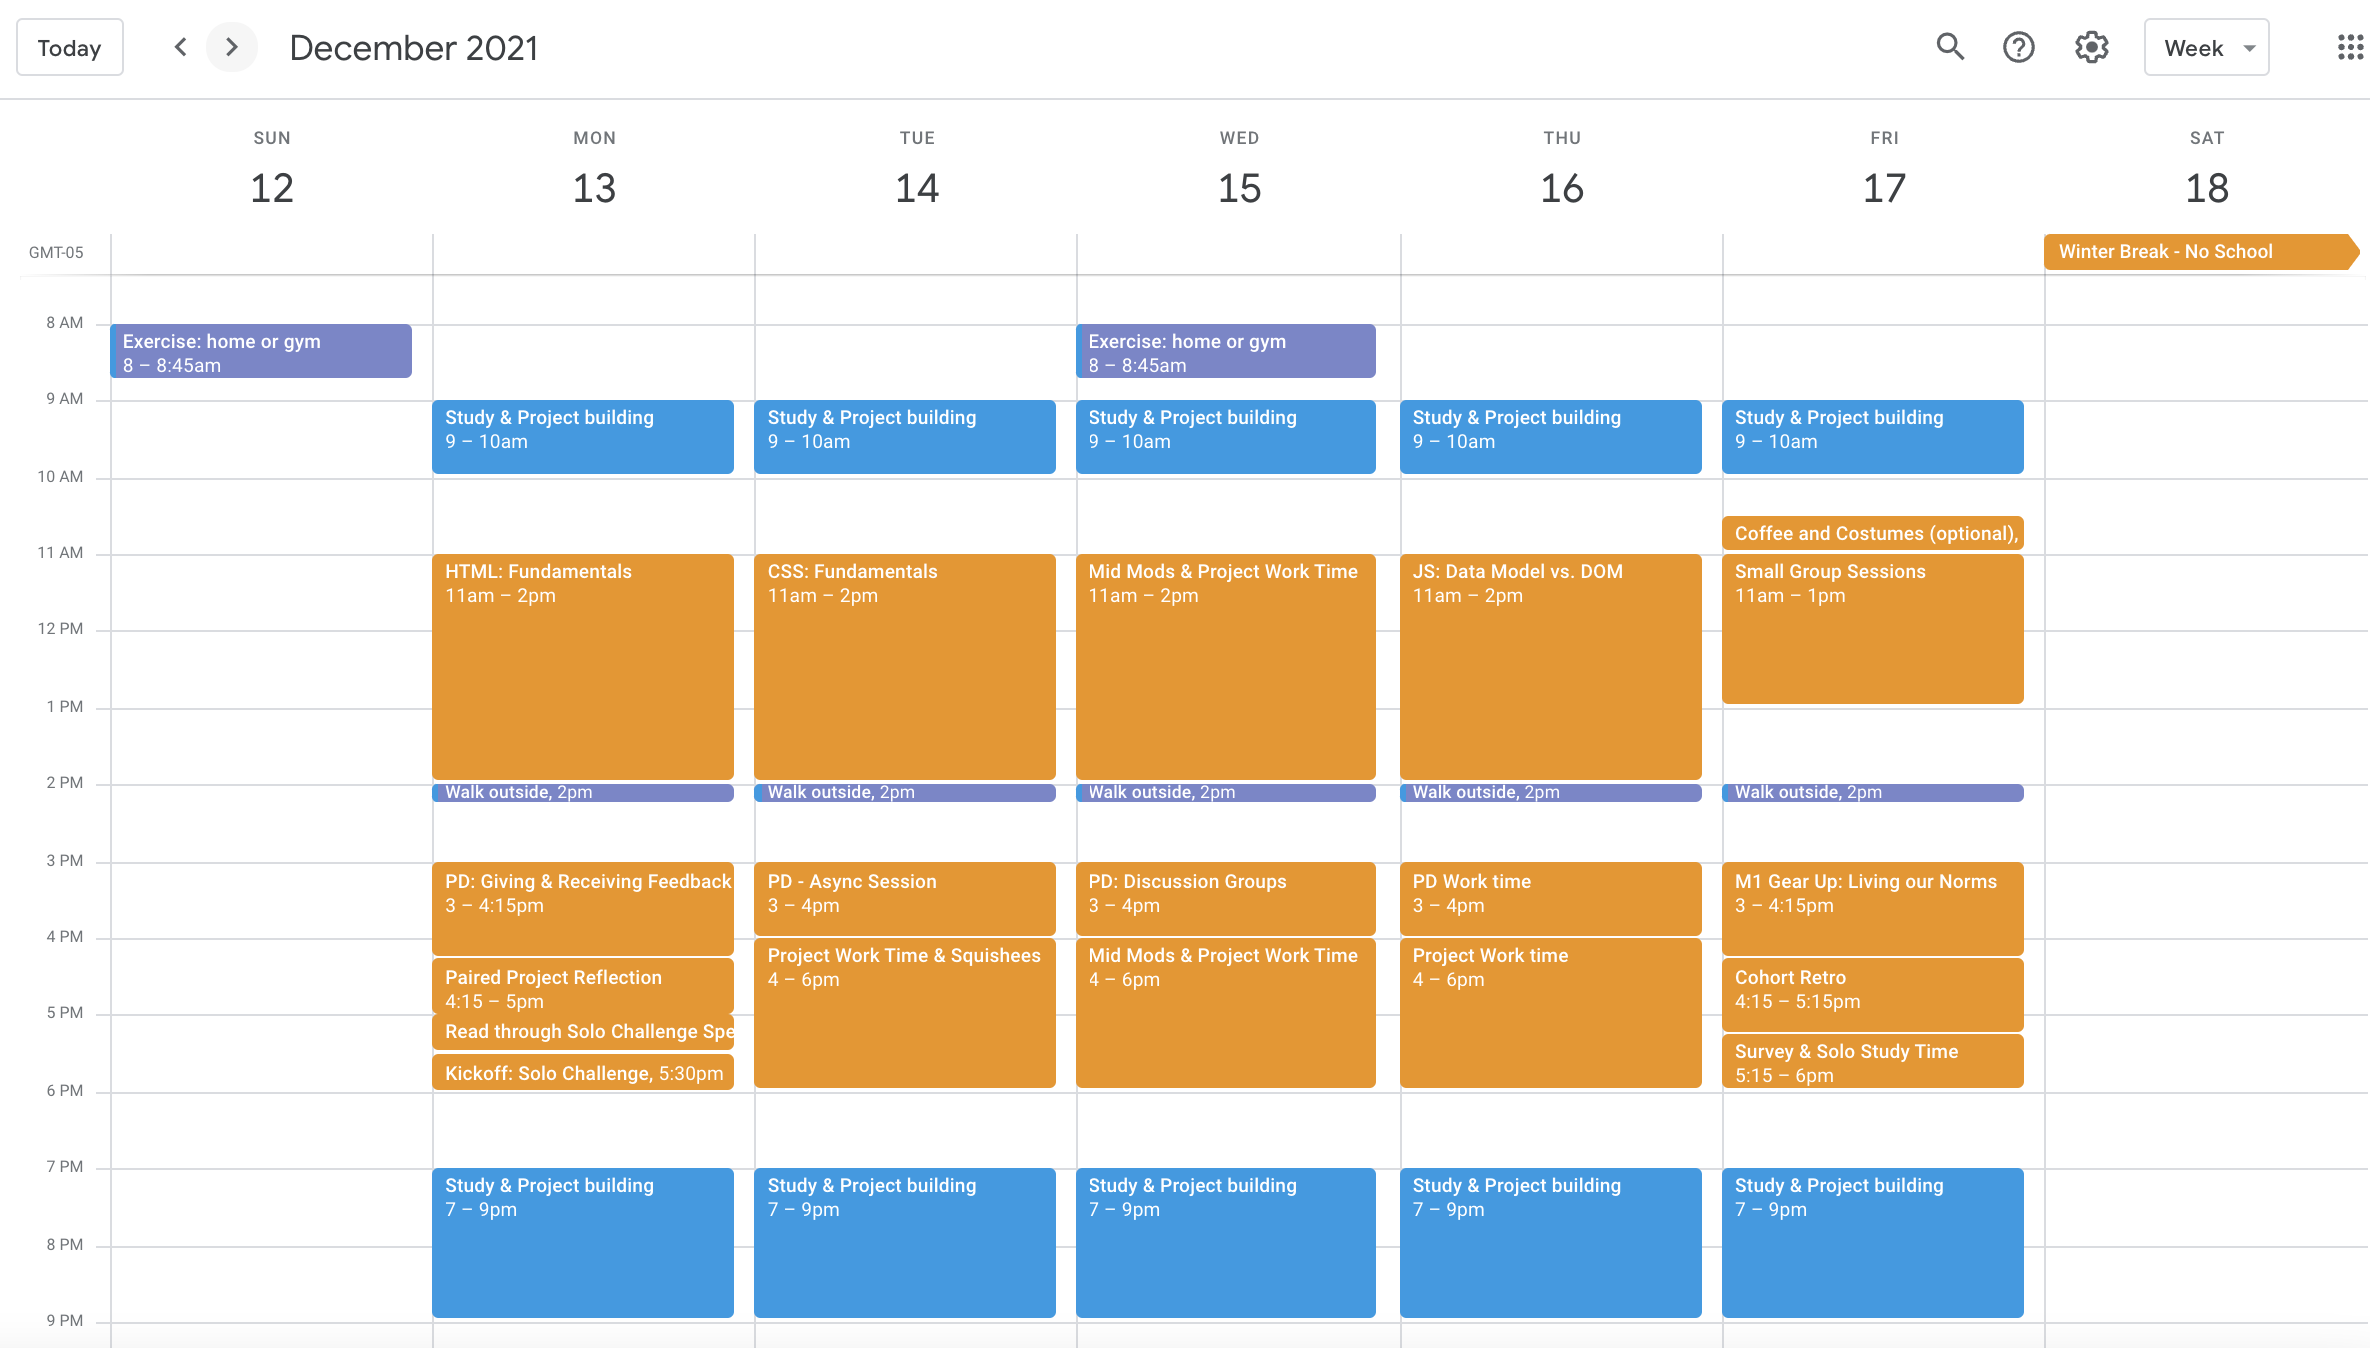 Today
December 2021
Week
SUN
MON
TUE
WED
THU
FRI
SAT
12
13
14
15
16
17
18
GMT-05
Winter Break - No School
8 AM
9 AM
10 AM
11 AM
12 PM
1 PM
2 PM
3 PM
4 PM
5 PM
6 PM
7 PM
8 PM
9 PM
Exercise: home or gym
8 – 8:45am
Study & Project building
9 – 10am
HTML: Fundamentals
11am – 2pm
Walk outside, 2pm
PD: Giving & Receiving Feedback
3 – 4:15pm
Paired Project Reflection
4:15 – 5pm
Read through Solo Challenge Spe
Kickoff: Solo Challenge, 5:30pm
Study & Project building
7 – 9pm
Study & Project building
9 – 10am
CSS: Fundamentals
11am – 2pm
Walk outside, 2pm
PD - Async Session
3 – 4pm
Project Work Time & Squishees
4 – 6pm
Study & Project building
7 – 9pm
Exercise: home or gym
8 – 8:45am
Study & Project building
9 – 10am
Mid Mods & Project Work Time
11am – 2pm
Walk outside, 2pm
PD: Discussion Groups
3 – 4pm
Mid Mods & Project Work Time
4 – 6pm
Study & Project building
7 – 9pm
Study & Project building
9 – 10am
JS: Data Model vs. DOM
11am – 2pm
Walk outside, 2pm
PD Work time
3 – 4pm
Project Work time
4 – 6pm
Study & Project building
7 – 9pm
Study & Project building
9 – 10am
Coffee and Costumes (optional),
Small Group Sessions
11am – 1pm
Walk outside, 2pm
M1 Gear Up: Living our Norms
3 – 4:15pm
Cohort Retro
4:15 – 5:15pm
Survey & Solo Study Time
5:15 – 6pm
Study & Project building
7 – 9pm